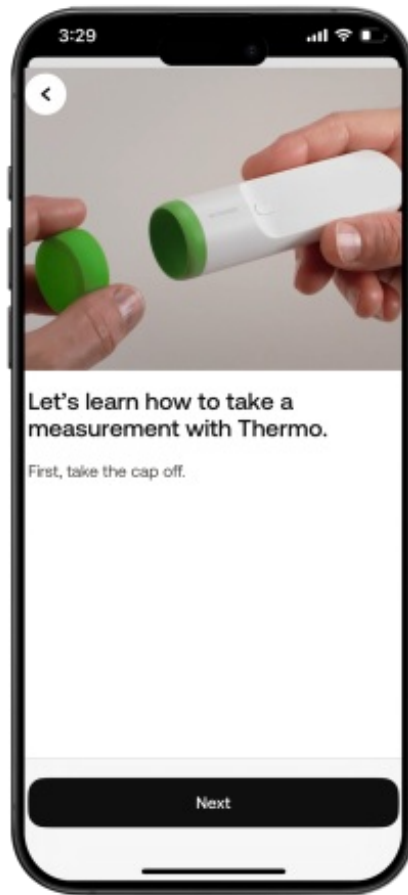 3:29
Let's learn how to take a
measurement with Thermo.
First, take the cap off.
Next